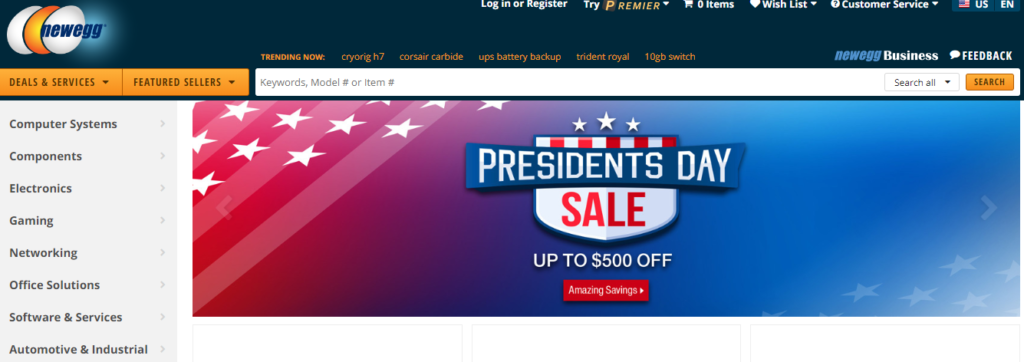 Log in or Register Try PREMIER 0 Items Wish List Customer Service US EN
newegg
TRENDING NOW: cryorig h7 corsair carbide ups battery backup trident royal 10gb switch
newegg Business FEEDBACK
DEALS & SERVICES FEATURED SELLERS Keywords, Model # or Item # Search all SEARCH
Computer Systems
Components
Electronics
Gaming
Networking
Office Solutions
Software & Services
Automotive & Industrial
PRESIDENTS DAY
SALE
UP TO $500 OFF
Amazing Savings